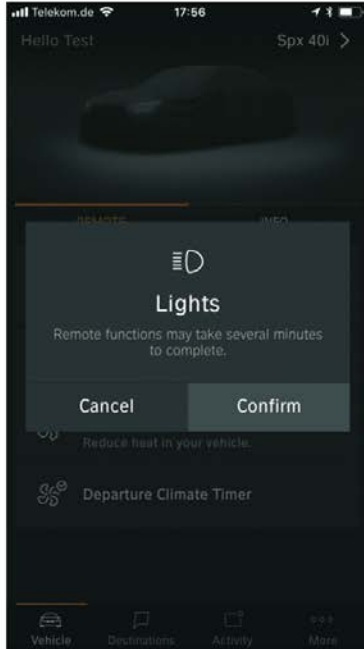 Telekom.de
17:56
Hello Test
Spx 40i
REMOTE
INFO
Lights
Remote functions may take several minutes
to complete.
Cancel
Confirm
Reduce heat in your vehicle.
Departure Climate Timer
Vehicle
Destinations
Activity
More